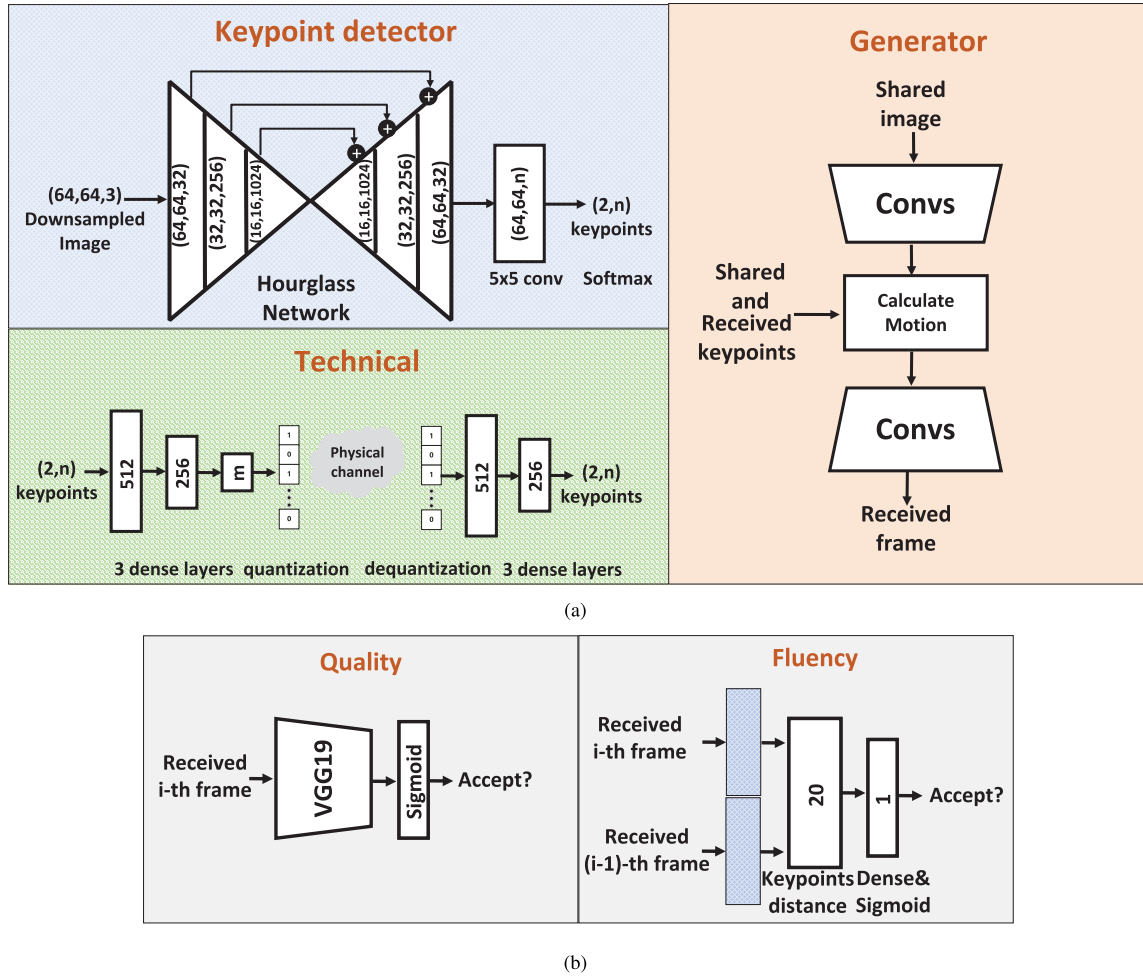 Keypoint detector
(64,64,3)
Downsampled
Image
(64,64,32)
(32,32,256)
(16,16,1024)
+
+
+
(16,16,1024)
(32,32,256)
(64,64,32)
Hourglass
Network
(64,64,n)
5x5 conv
(2,n)
keypoints
Softmax
Technical
(2,n)
keypoints
512
256
m
1
0
1
0
Physical
channel
1
0
1
0
512
256
(2,n)
keypoints
3 dense layers quantization dequantization 3 dense layers
Generator
Shared
image
Convs
Shared
and
Received
keypoints
Calculate
Motion
Convs
Received
frame
(a)
Quality
Received
i-th frame
VGG19
Sigmoid
Accept?
Fluency
Received
i-th frame
Received
(i-1)-th frame
20
1
Accept?
Keypoints
distance
Dense&
Sigmoid
(b)